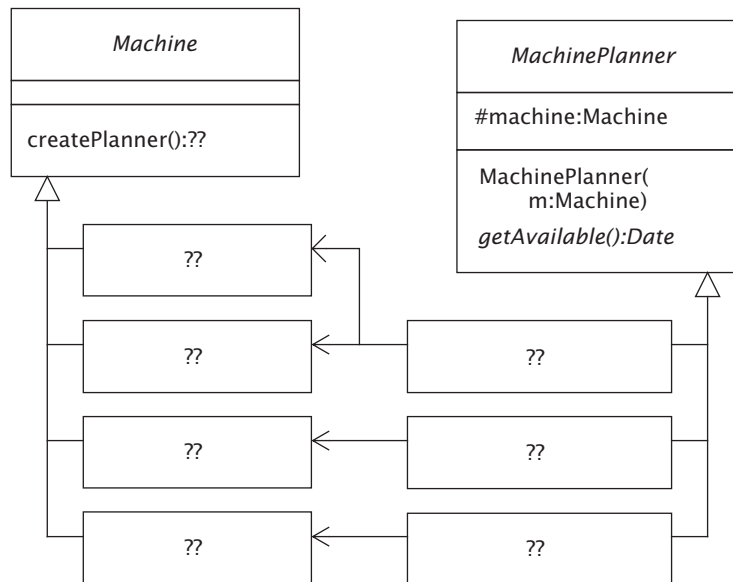 Machine
createPlanner():??
MachinePlanner
#machine:Machine
MachinePlanner(
m:Machine)
getAvailable():Date
??
??
??
??
??
??
??